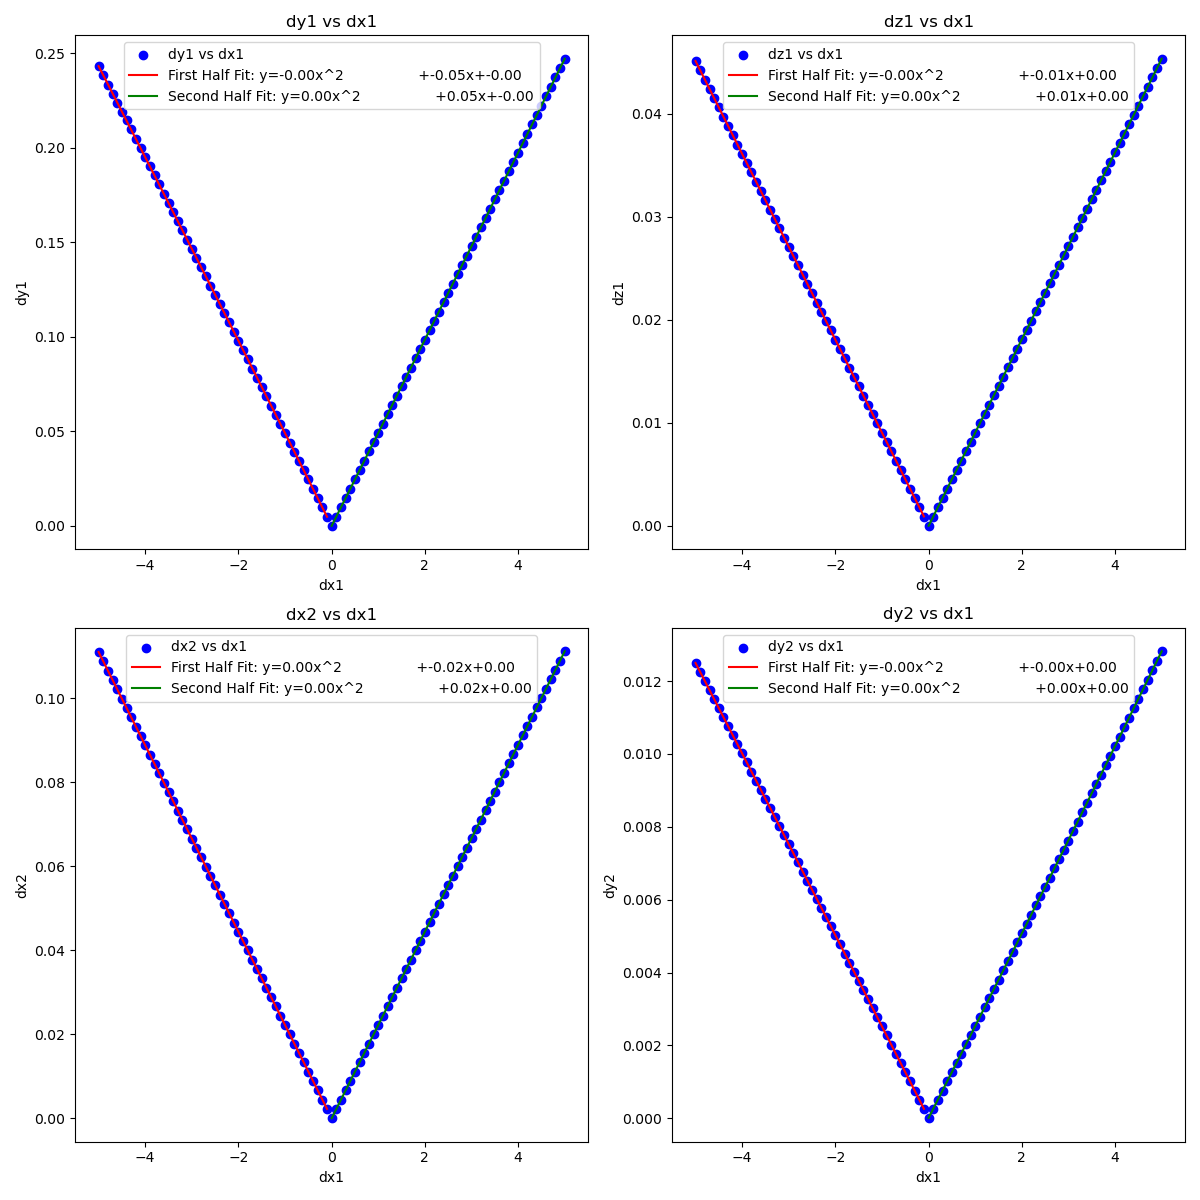 dy1 vs dx1
dy1 vs dx1
First Half Fit: y=-0.00x^2 +-0.05x+-0.00
Second Half Fit: y=0.00x^2 +0.05x+-0.00
0.25
0.20
0.15
0.10
0.05
0.00
dy1
−4 −2 0 2 4
dx1
dz1 vs dx1
dz1 vs dx1
First Half Fit: y=-0.00x^2 +-0.01x+0.00
Second Half Fit: y=0.00x^2 +0.01x+0.00
0.04
0.03
0.02
0.01
0.00
dz1
−4 −2 0 2 4
dx1
dx2 vs dx1
dx2 vs dx1
First Half Fit: y=0.00x^2 +-0.02x+0.00
Second Half Fit: y=0.00x^2 +0.02x+0.00
0.10
0.08
0.06
0.04
0.02
0.00
dx2
−4 −2 0 2 4
dx1
dy2 vs dx1
dy2 vs dx1
First Half Fit: y=-0.00x^2 +-0.00x+0.00
Second Half Fit: y=0.00x^2 +0.00x+0.00
0.012
0.010
0.008
0.006
0.004
0.002
0.000
dy2
−4 −2 0 2 4
dx1